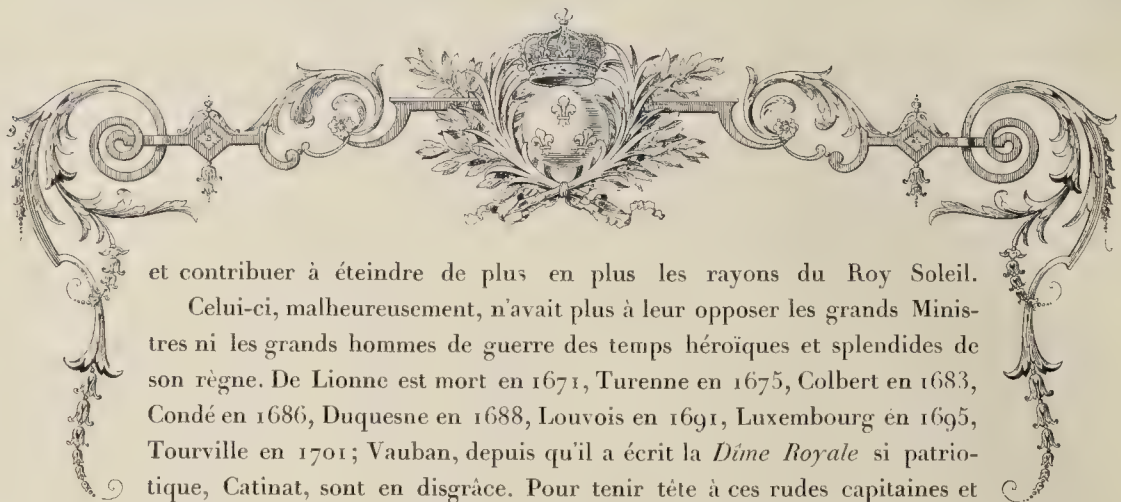 et contribuer à éteindre de plus en plus les rayons du Roy Soleil.
Celui-ci, malheureusement, n'avait plus à leur opposer les grands Minis-
tres ni les grands hommes de guerre des temps héroïques et splendides de
son règne. De Lionne est mort en 1671, Turenne en 1675, Colbert en 1683,
Condé en 1686, Duquesne en 1688, Louvois en 1691, Luxembourg en 1695,
Tourville en 1701; Vauban, depuis qu'il a écrit la Dîme Royale si patrio-
tique, Catinat, sont en disgrâce. Pour tenir tête à ces rudes capitaines et